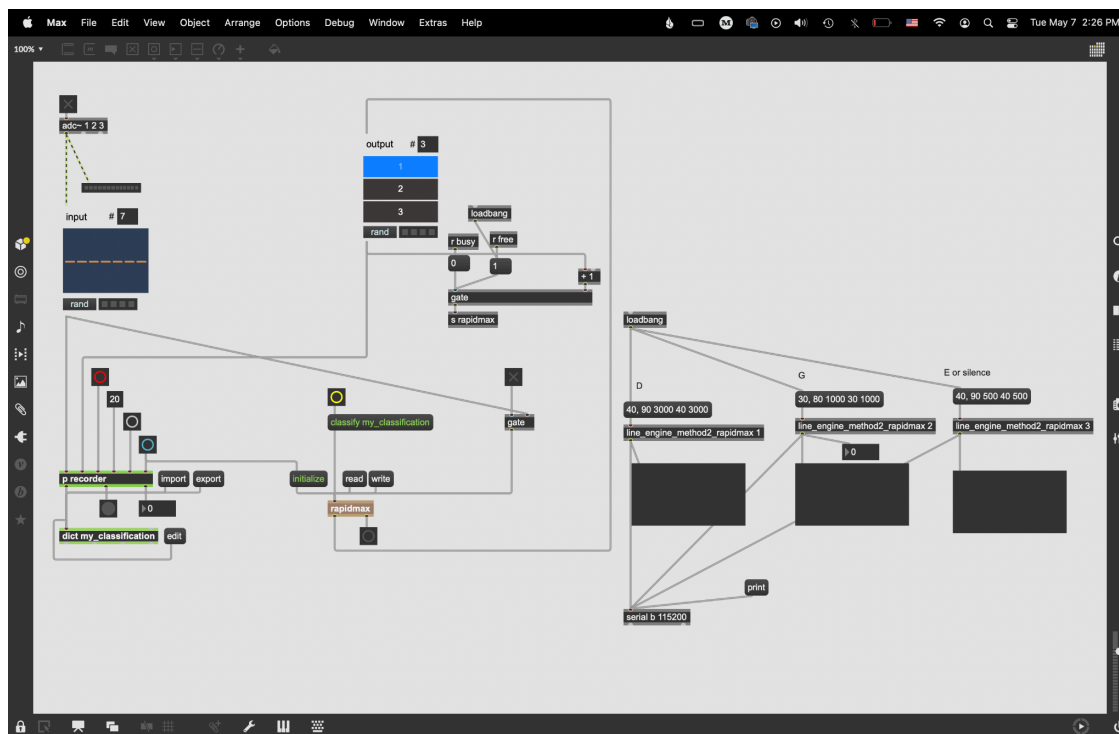 Max File Edit View Object Arrange Options Debug Window Extras Help Tue May 7 2:26 PM
100%
adc~ 1 2 3
input # 7
rand
output # 3
1
2
3
rand
loadbang
r busy r free
0 1
+ 1
gate
s rapidmax
20
p recorder import export
0
dict my_classification edit
classify my_classification
gate
initialize read write
rapidmax
loadbang
D G E or silence
40, 90 3000 40 3000 30, 80 1000 30 1000 40, 90 500 40 500
line_engine_method2_rapidmax 1 line_engine_method2_rapidmax 2 line_engine_method2_rapidmax 3
0
print
serial b 115200